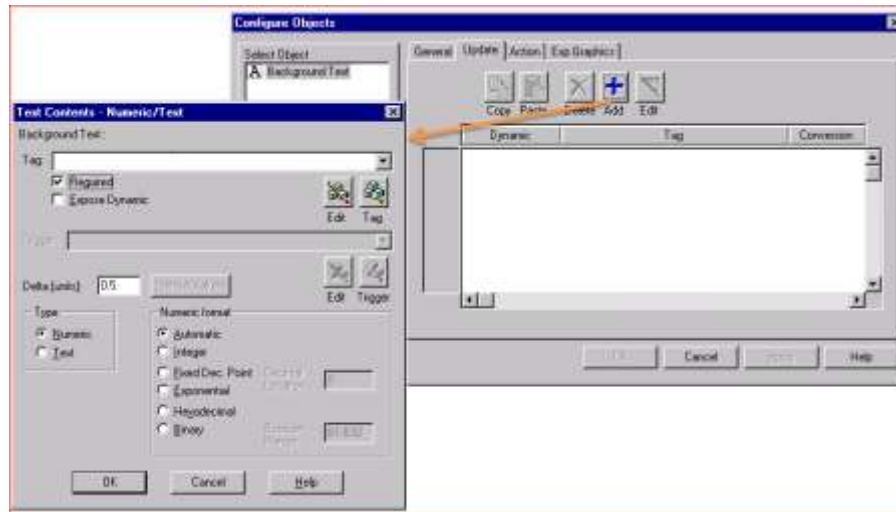 Configure Objects
Select Object
A Background Text
General Update Action Exp Graphics
Copy Paste Delete Add Edit
Dynamic Tag Conversion
Cancel Help
Text Contents - Numeric/Text
Background Text:
Tag:
Required
Expose Dynamic
Edit Tag
Delta (units): 0.5
Edit Trigger
Type
Numeric
Text
Numeric format
Automatic
Integer
Fixed Dec. Point
Exponential
Hexadecimal
Binary
OK Cancel Help